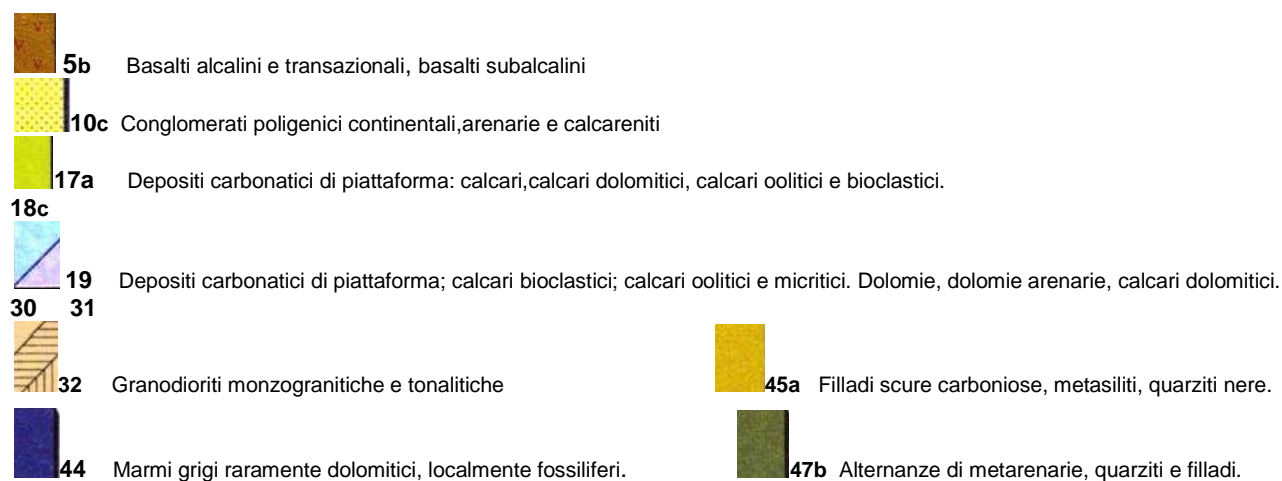 5b Basalti alcalini e transazionali, basalti subalcalini
10c Conglomerati poligenici continentali,arenarie e calcareniti
17a Depositi carbonatici di piattaforma: calcari,calcari dolomitici, calcari oolitici e bioclastici.
18c
19 Depositi carbonatici di piattaforma; calcari bioclastici; calcari oolitici e micritici. Dolomie, dolomie arenarie, calcari dolomitici.
30 31
32 Granodioriti monzogranitiche e tonalitiche
45a Filladi scure carboniose, metasiliti, quarziti nere.
44 Marmi grigi raramente dolomitici, localmente fossiliferi.
47b Alternanze di metarenarie, quarziti e filladi.